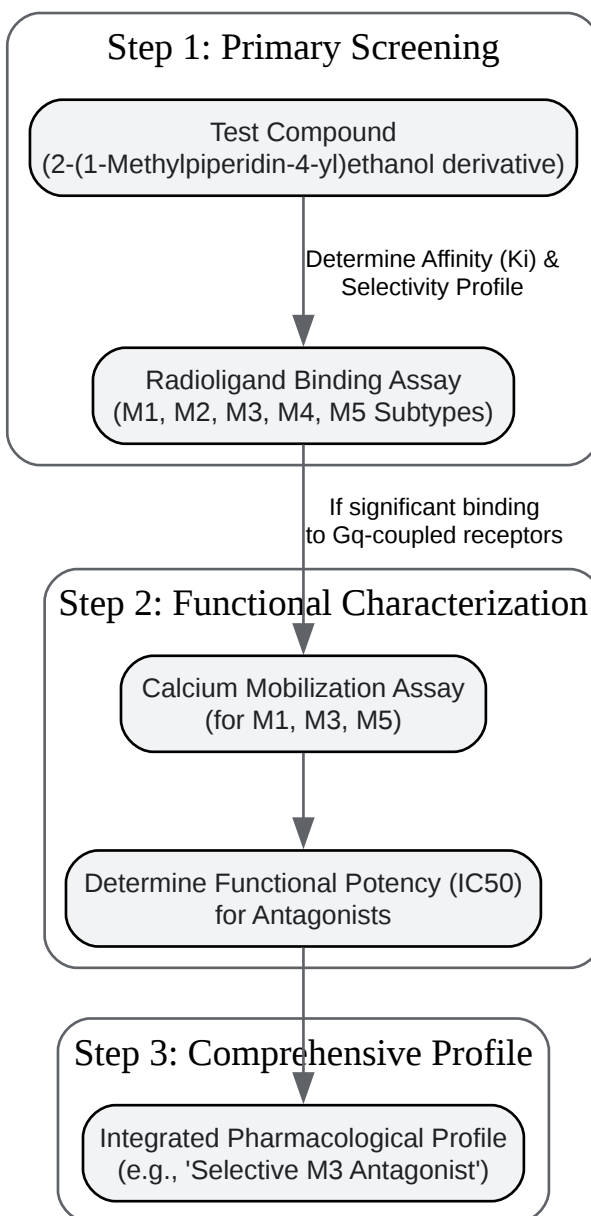 Step 1: Primary Screening
Test Compound
(2-(1-Methylpiperidin-4-yl)ethanol derivative)
Determine Affinity (Ki) &
Selectivity Profile
Radioligand Binding Assay
(M1, M2, M3, M4, M5 Subtypes)
If significant binding
to Gq-coupled receptors
Step 2: Functional Characterization
Calcium Mobilization Assay
(for M1, M3, M5)
Determine Functional Potency (IC50)
for Antagonists
Step 3: Comprehensive Profile
Integrated Pharmacological Profile
(e.g., 'Selective M3 Antagonist')